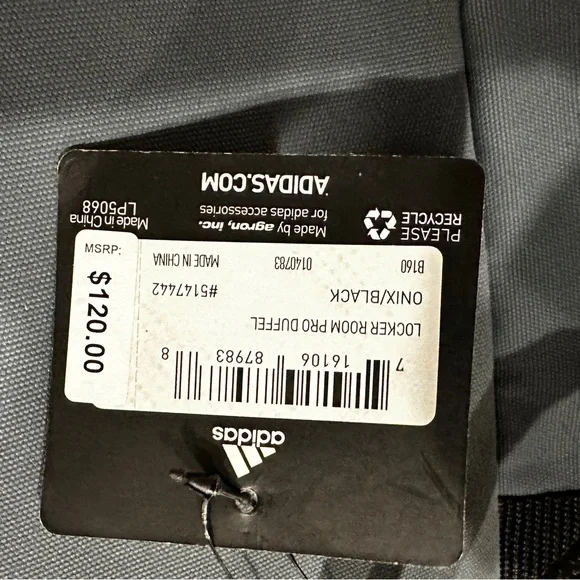 adidas
7 16106 87983 8
LOCKER ROOM PRO DUFFEL
ONIX/BLACK #5147442
B160 0140783 MADE IN CHINA
MSRP:
$120.00
PLEASE
RECYCLE
Made by agron, inc.
for adidas accessories
Made in China
LP5068
ADIDAS.COM